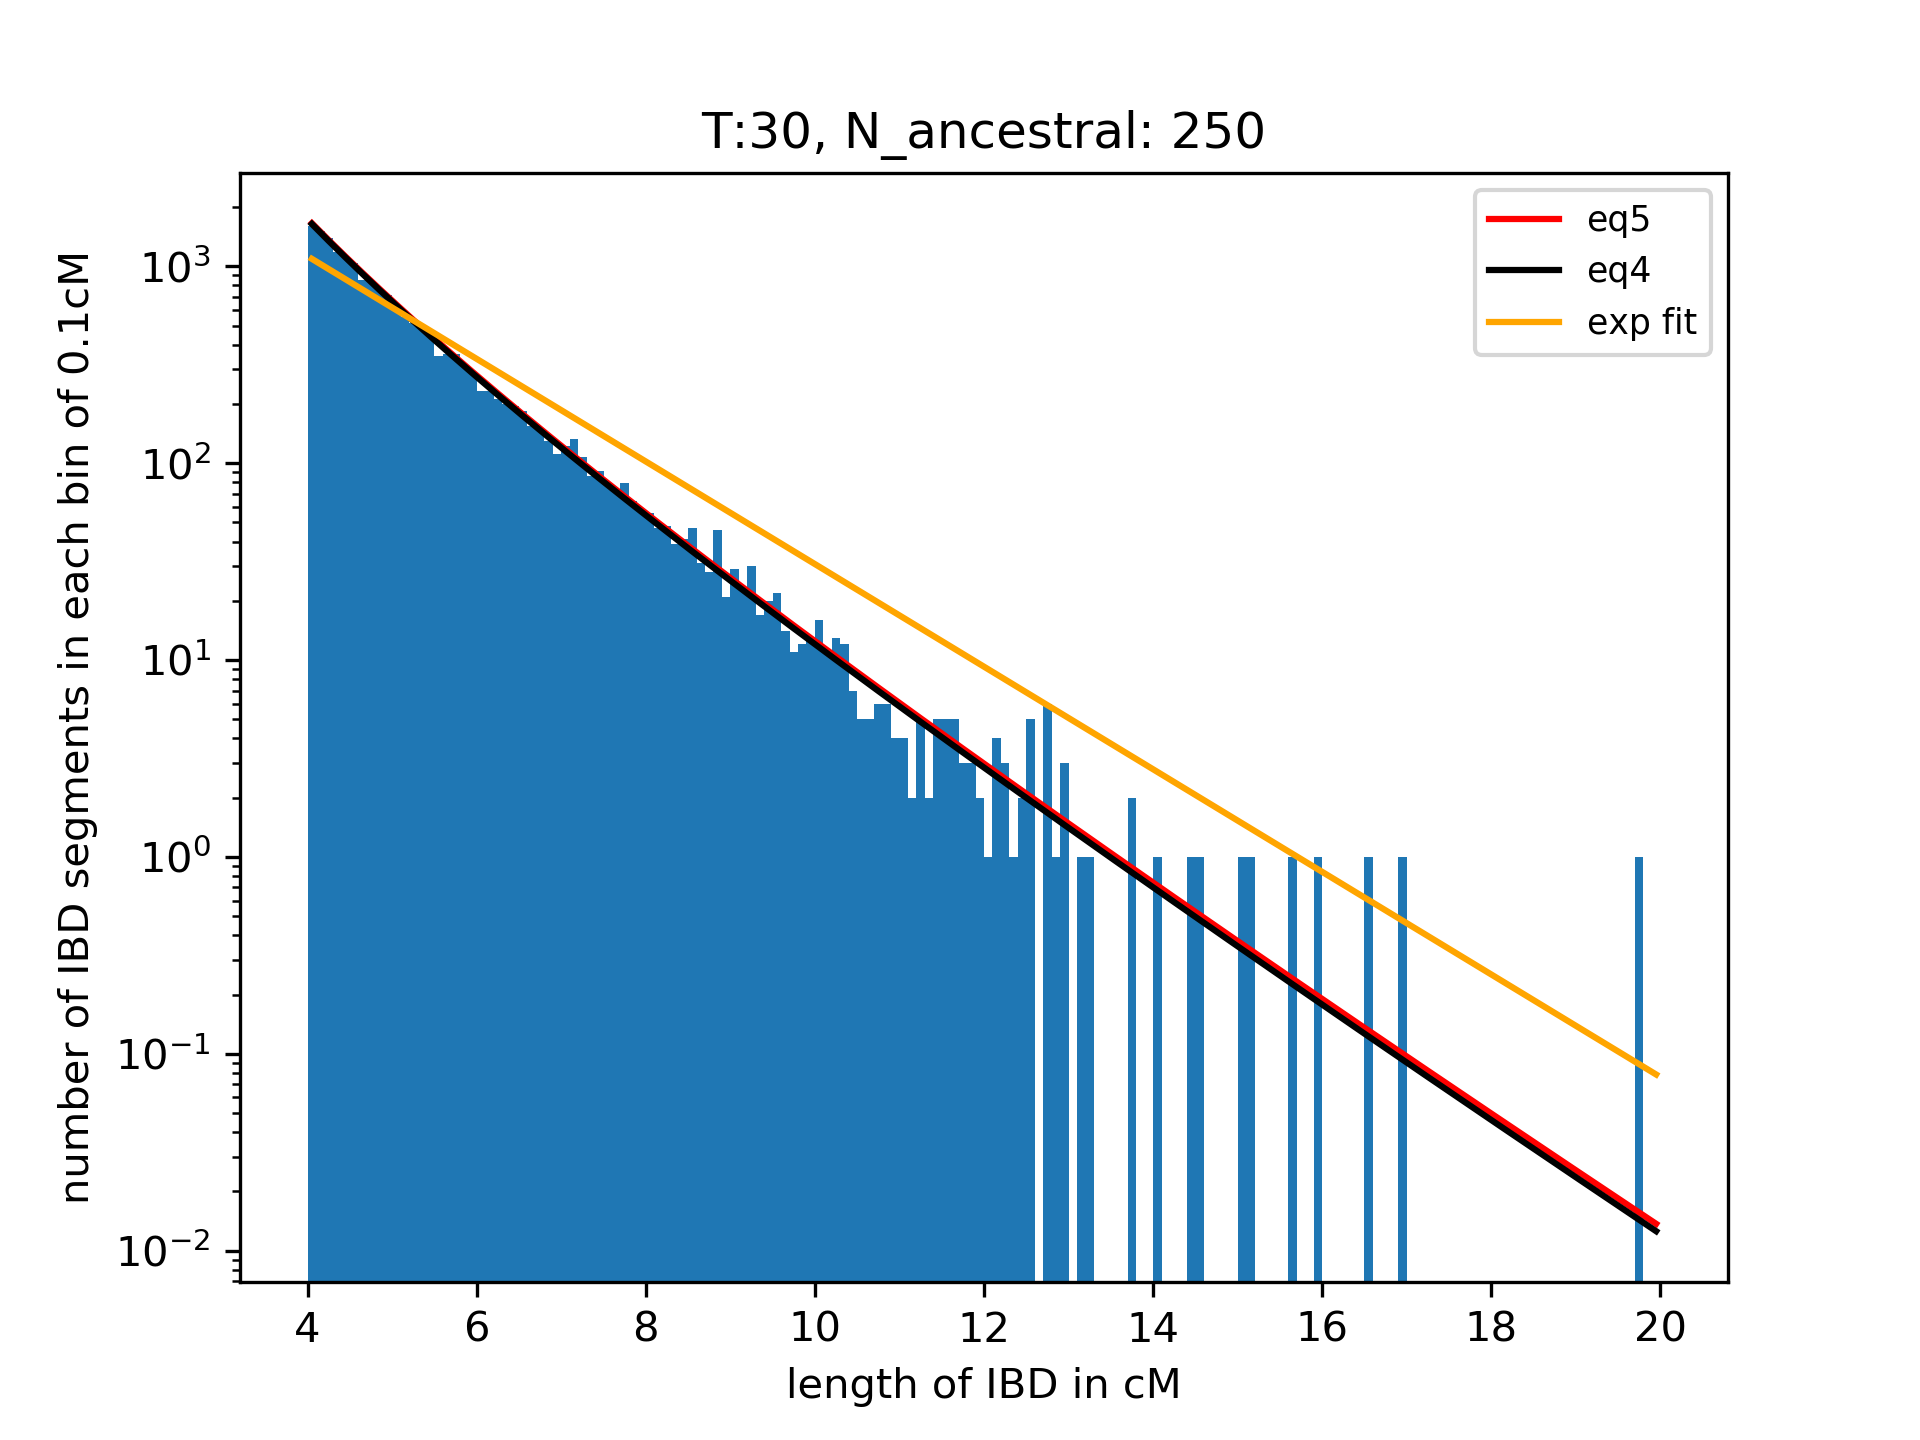 T:30, N_ancestral: 250
eq5
eq4
exp fit
number of IBD segments in each bin of 0.1cM
10³
10²
10¹
10⁰
10⁻¹
10⁻²
4 6 8 10 12 14 16 18 20
length of IBD in cM